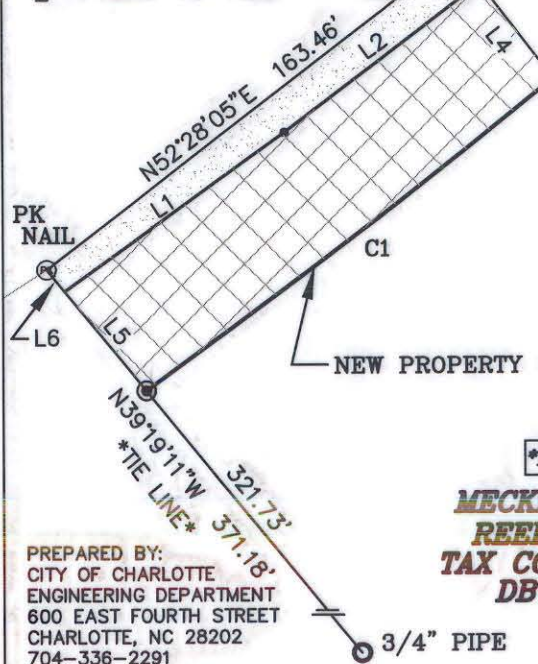 N52°28'05"E 163.46'
L2
L4
L1
PK
NAIL
C1
L6
L5
NEW PROPERTY
N39°19'11"W 321.73'
*TIE LINE* 371.18'
TAX
DB
PREPARED BY:
CITY OF CHARLOTTE
ENGINEERING DEPARTMENT
600 EAST FOURTH STREET
CHARLOTTE, NC 28202
704-336-2291
3/4" PIPE